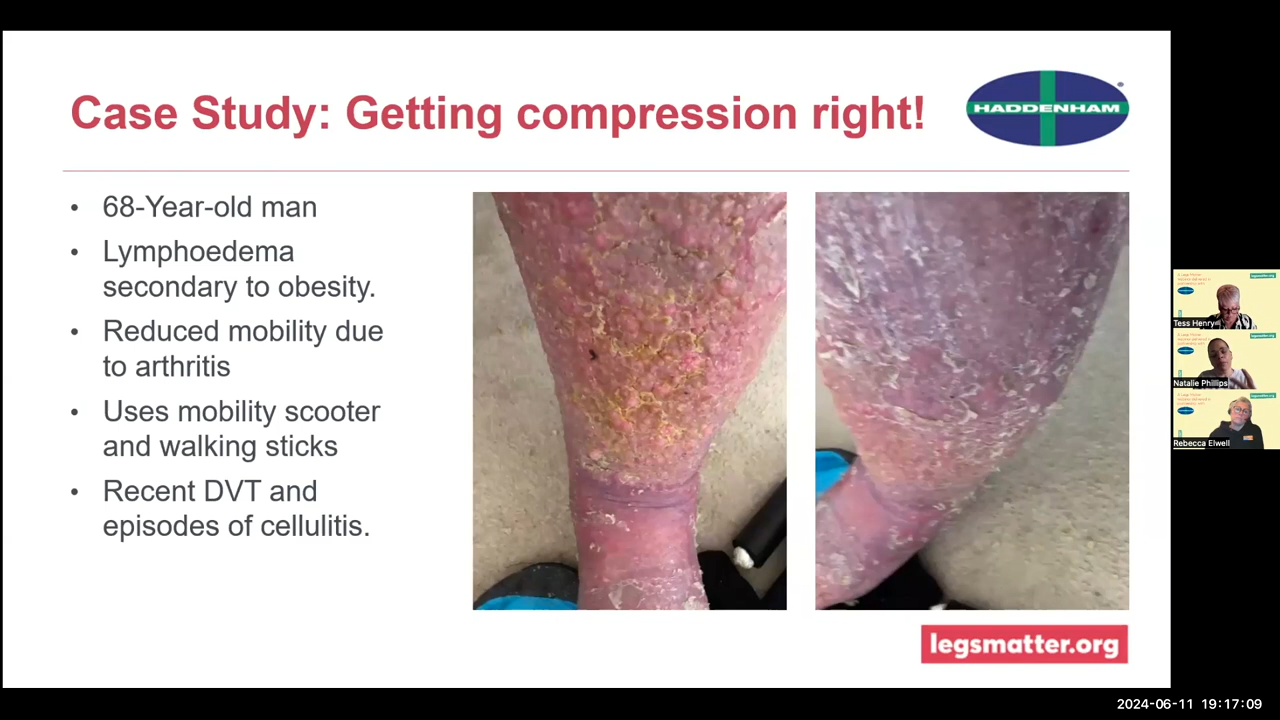 Case Study: Getting compression right!
HADDENHAM
• 68-Year-old man
• Lymphoedema
secondary to obesity.
• Reduced mobility due
to arthritis
• Uses mobility scooter
and walking sticks
• Recent DVT and
episodes of cellulitis.
legsmatter.org
Tess Henry
Natalie Phillips
Rebecca Elwell
2024-06-11 19:17:09